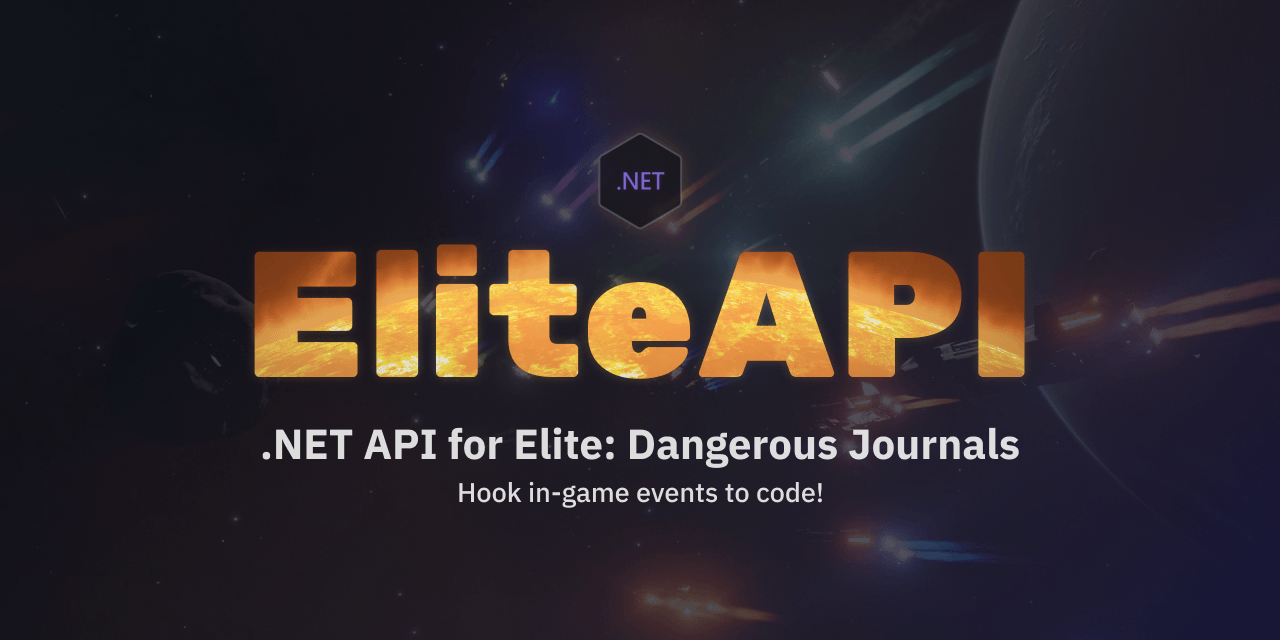 .NET
EliteAPI
.NET API for Elite: Dangerous Journals
Hook in-game events to code!